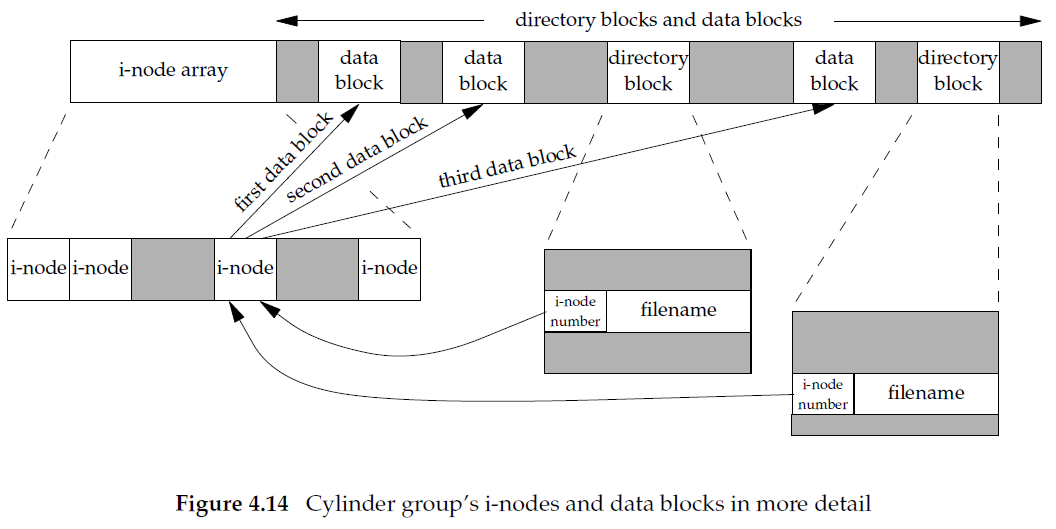 directory blocks and data blocks
i-node array
data
block
data
block
directory
block
data
block
directory
block
first data block
second data block
third data block
i-node
i-node
i-node
i-node
i-node
number
filename
i-node
number
filename
Figure 4.14 Cylinder group’s i-nodes and data blocks in more detail